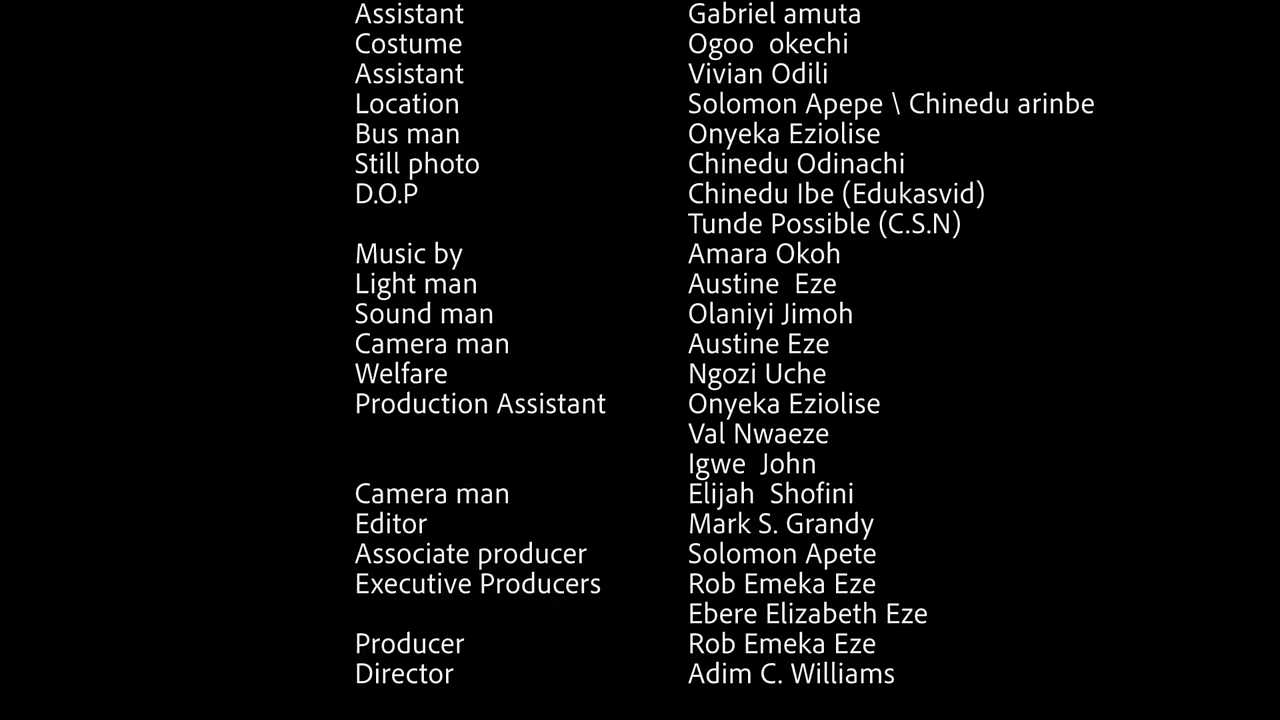 Assistant Gabriel amuta
Costume Ogoo okechi
Assistant Vivian Odili
Location Solomon Apepe \ Chinedu arinbe
Bus man Onyeka Eziolise
Still photo Chinedu Odinachi
D.O.P Chinedu Ibe (Edukasvid)
Tunde Possible (C.S.N)
Music by Amara Okoh
Light man Austine Eze
Sound man Olaniyi Jimoh
Camera man Austine Eze
Welfare Ngozi Uche
Production Assistant Onyeka Eziolise
Val Nwaeze
Igwe John
Camera man Elijah Shofini
Editor Mark S. Grandy
Associate producer Solomon Apete
Executive Producers Rob Emeka Eze
Ebere Elizabeth Eze
Producer Rob Emeka Eze
Director Adim C. Williams